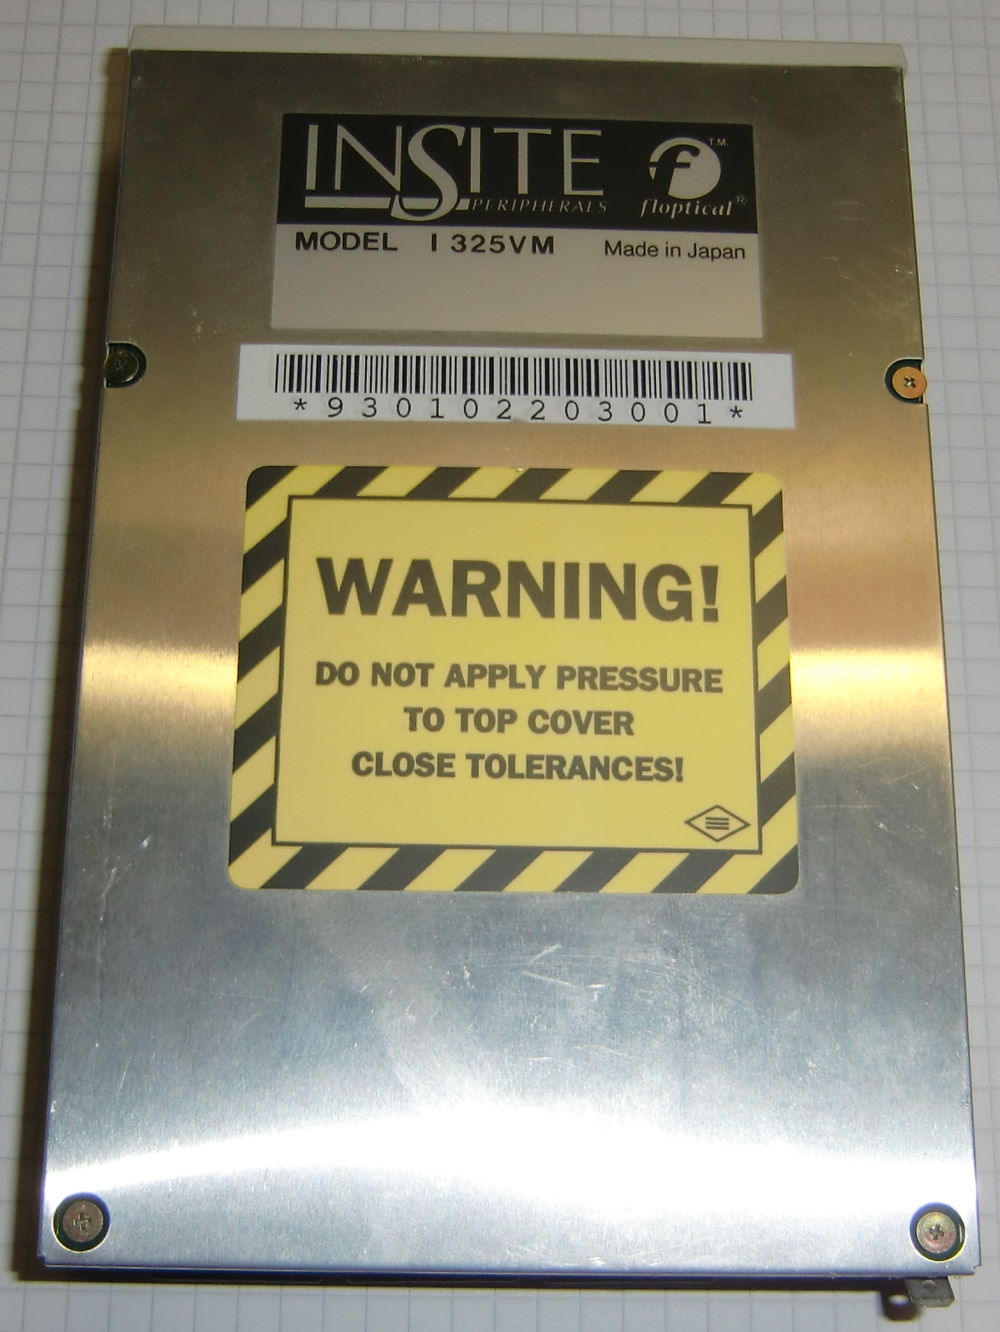 INSITE
PERIPHERALS
f T.M.
floptical®
MODEL I 325VM Made in Japan
*930102203001*
WARNING!
DO NOT APPLY PRESSURE
TO TOP COVER
CLOSE TOLERANCES!